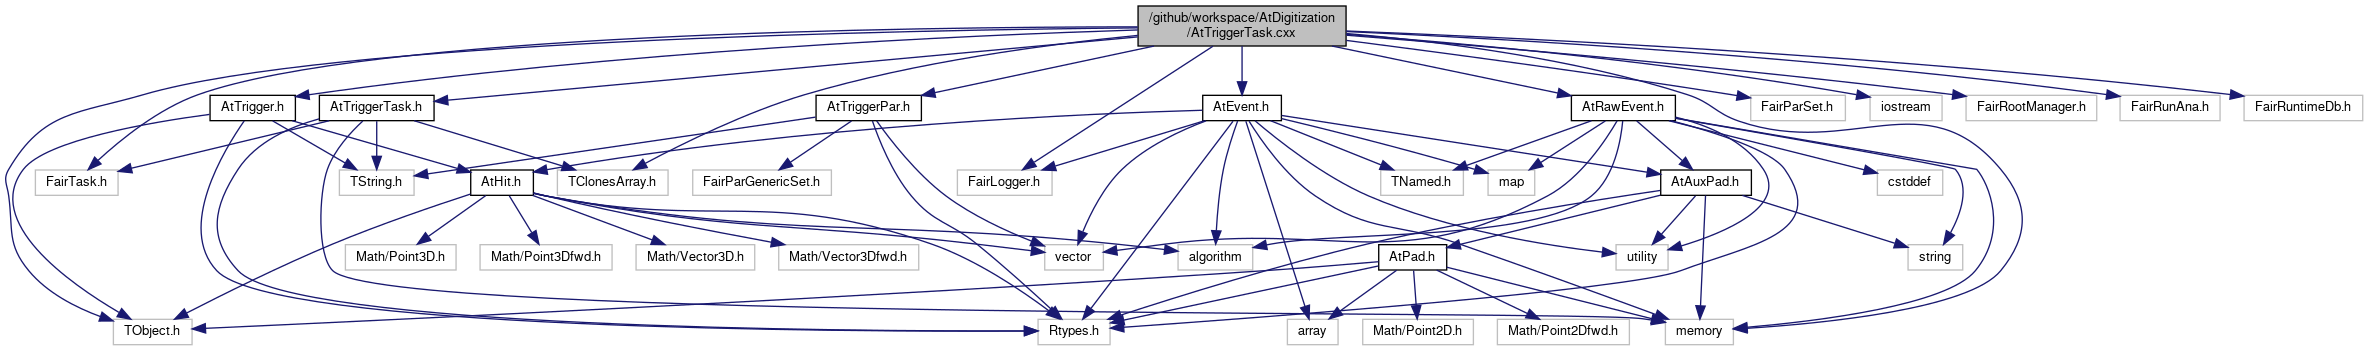 /github/workspace/AtDigitization
/AtTriggerTask.cxx
AtTrigger.h
AtTriggerTask.h
AtTriggerPar.h
AtEvent.h
AtRawEvent.h
FairParSet.h
iostream
FairRootManager.h
FairRunAna.h
FairRuntimeDb.h
FairTask.h
TString.h
AtHit.h
TClonesArray.h
FairParGenericSet.h
FairLogger.h
TNamed.h
map
AtAuxPad.h
cstddef
Math/Point3D.h
Math/Point3Dfwd.h
Math/Vector3D.h
Math/Vector3Dfwd.h
vector
algorithm
AtPad.h
utility
string
TObject.h
Rtypes.h
array
Math/Point2D.h
Math/Point2Dfwd.h
memory